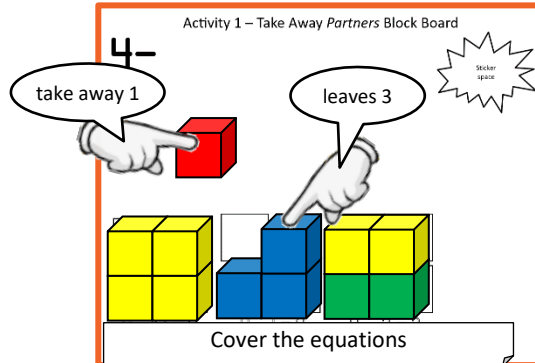 Activity 1 – Take Away Partners Block Board
4-
Sticker
space
take away 1
leaves 3
Cover the equations